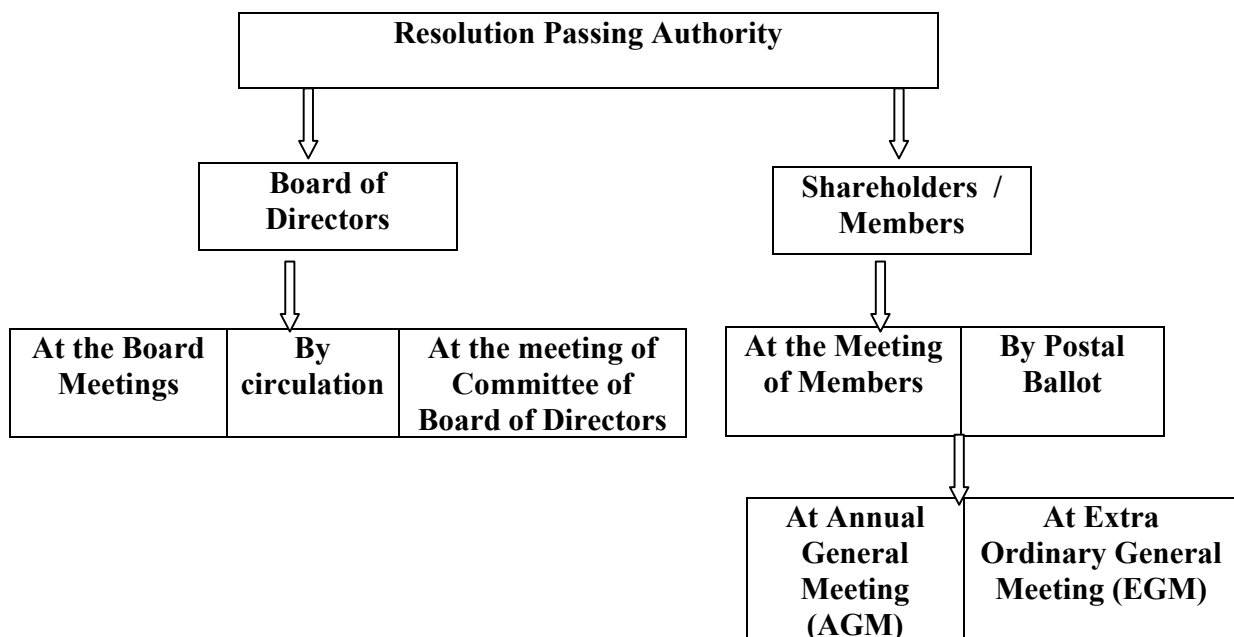 Resolution Passing Authority
Board of
Directors
Shareholders /
Members
At the Board
Meetings
By
circulation
At the meeting of
Committee of
Board of Directors
At the Meeting
of Members
By Postal
Ballot
At Annual
General
Meeting
(AGM)
At Extra
Ordinary General
Meeting (EGM)